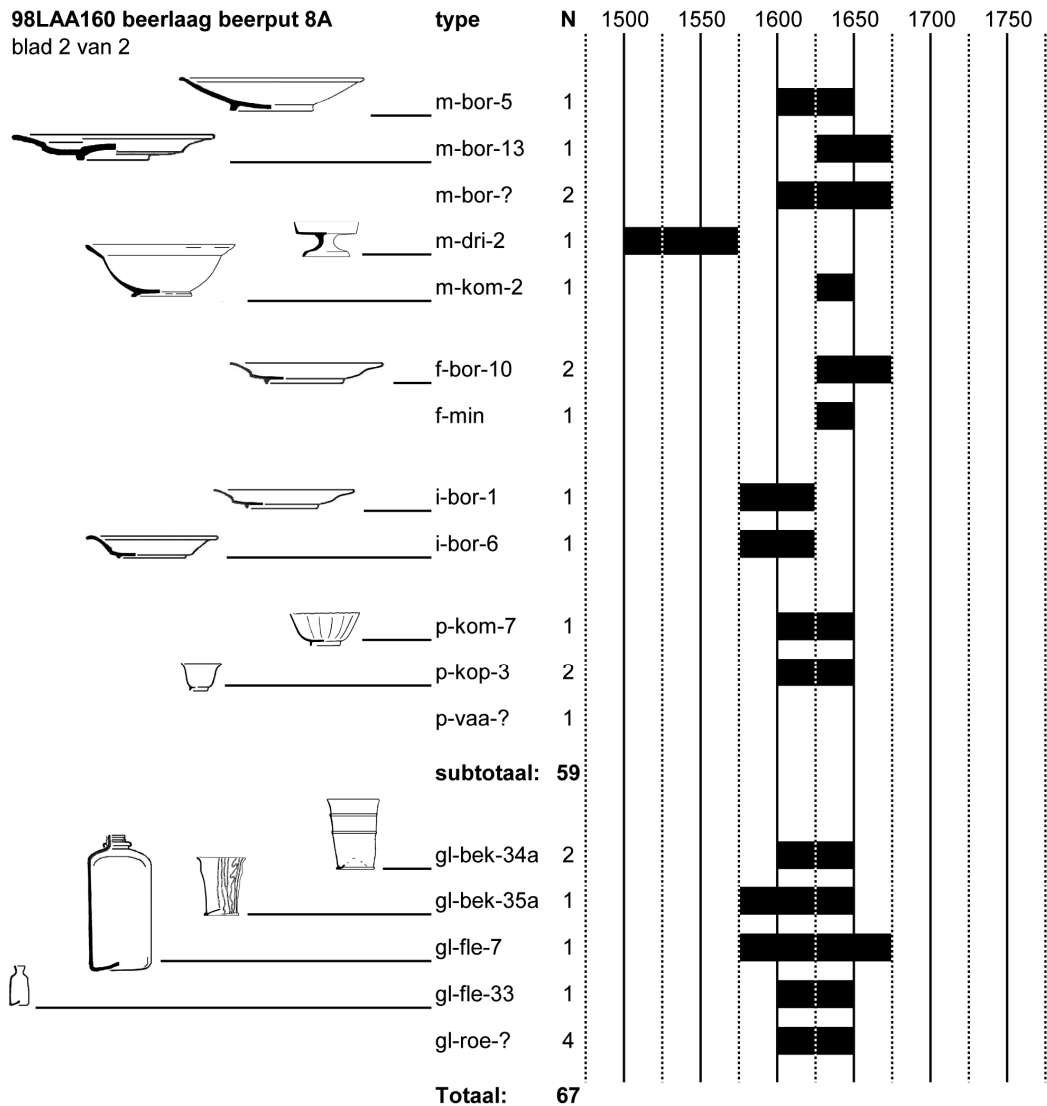 98LAA160 beerlaag beerput 8A type N 1500 1550 1600 1650 1700 1750
blad 2 van 2
m-bor-5 1
m-bor-13 1
m-bor-? 2
m-dri-2 1
m-kom-2 1
f-bor-10 2
f-min 1
i-bor-1 1
i-bor-6 1
p-kom-7 1
p-kop-3 2
p-vaa-? 1
subtotaal: 59
gl-bek-34a 2
gl-bek-35a 1
gl-fle-7 1
gl-fle-33 1
gl-roe-? 4
Totaal: 67